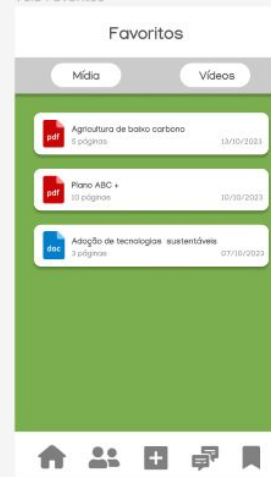 Favoritos
Mídia
Vídeos
pdf
Agricultura de baixo carbono
5 páginas
13/10/2023
pdf
Plano ABC +
10 páginas
10/10/2023
doc
Adoção de tecnologias sustentáveis
3 páginas
07/10/2023